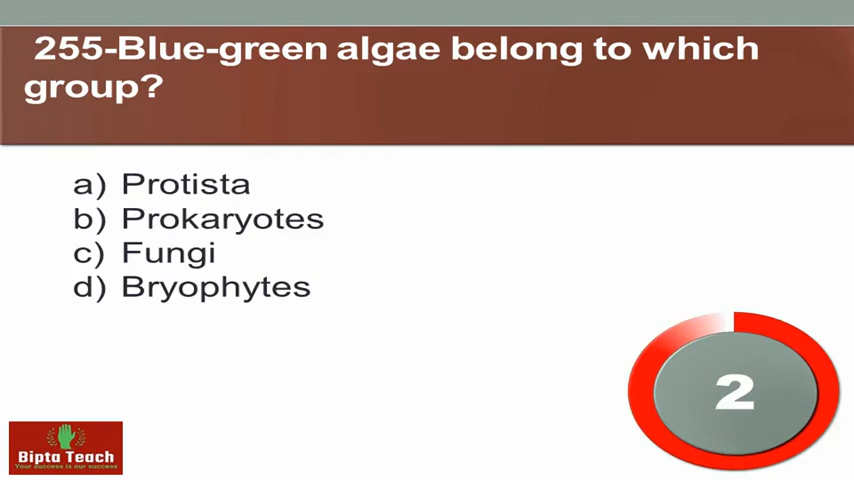 255-Blue-green algae belong to which
group?
a) Protista
b) Prokaryotes
c) Fungi
d) Bryophytes
2
Bipta Teach
Your success is our success